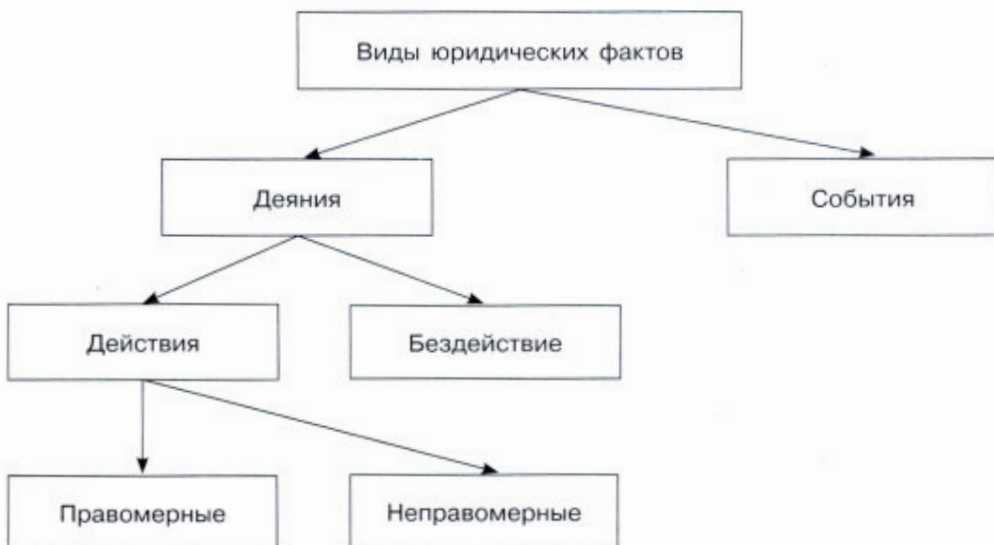 Виды юридических фактов
Деяния
События
Действия
Бездействие
Правомерные
Неправомерные